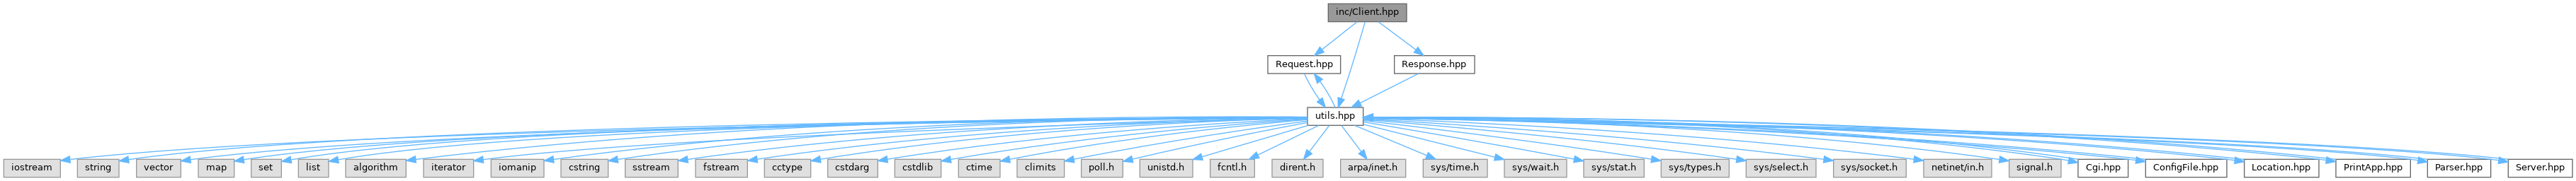 inc/Client.hpp
Request.hpp
Response.hpp
utils.hpp
iostream
string
vector
map
set
list
algorithm
iterator
iomanip
cstring
sstream
fstream
cctype
cstdarg
cstdlib
ctime
climits
poll.h
unistd.h
fcntl.h
dirent.h
arpa/inet.h
sys/time.h
sys/wait.h
sys/stat.h
sys/types.h
sys/select.h
sys/socket.h
netinet/in.h
signal.h
Cgi.hpp
ConfigFile.hpp
Location.hpp
PrintApp.hpp
Parser.hpp
Server.hpp